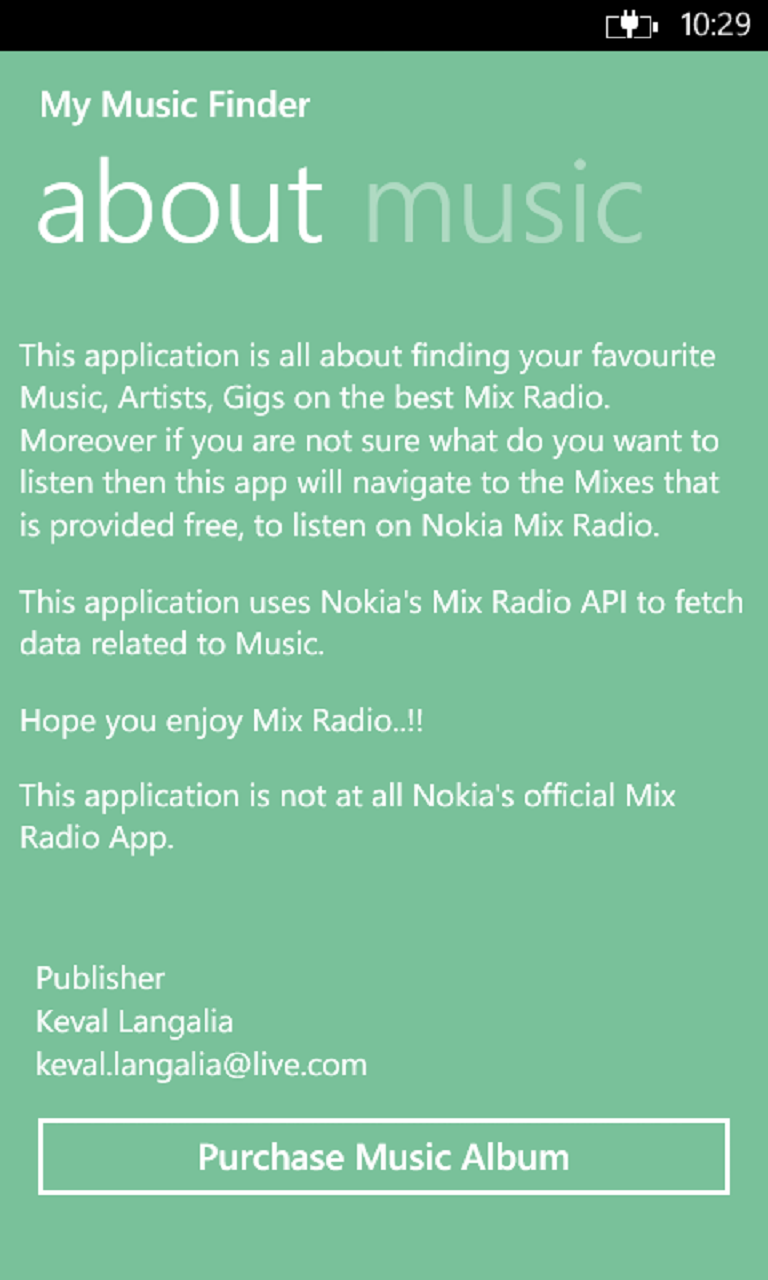 10:29
My Music Finder
about music
This application is all about finding your favourite
Music, Artists, Gigs on the best Mix Radio.
Moreover if you are not sure what do you want to
listen then this app will navigate to the Mixes that
is provided free, to listen on Nokia Mix Radio.
This application uses Nokia's Mix Radio API to fetch
data related to Music.
Hope you enjoy Mix Radio..!!
This application is not at all Nokia's official Mix
Radio App.
Publisher
Keval Langalia
keval.langalia@live.com
Purchase Music Album